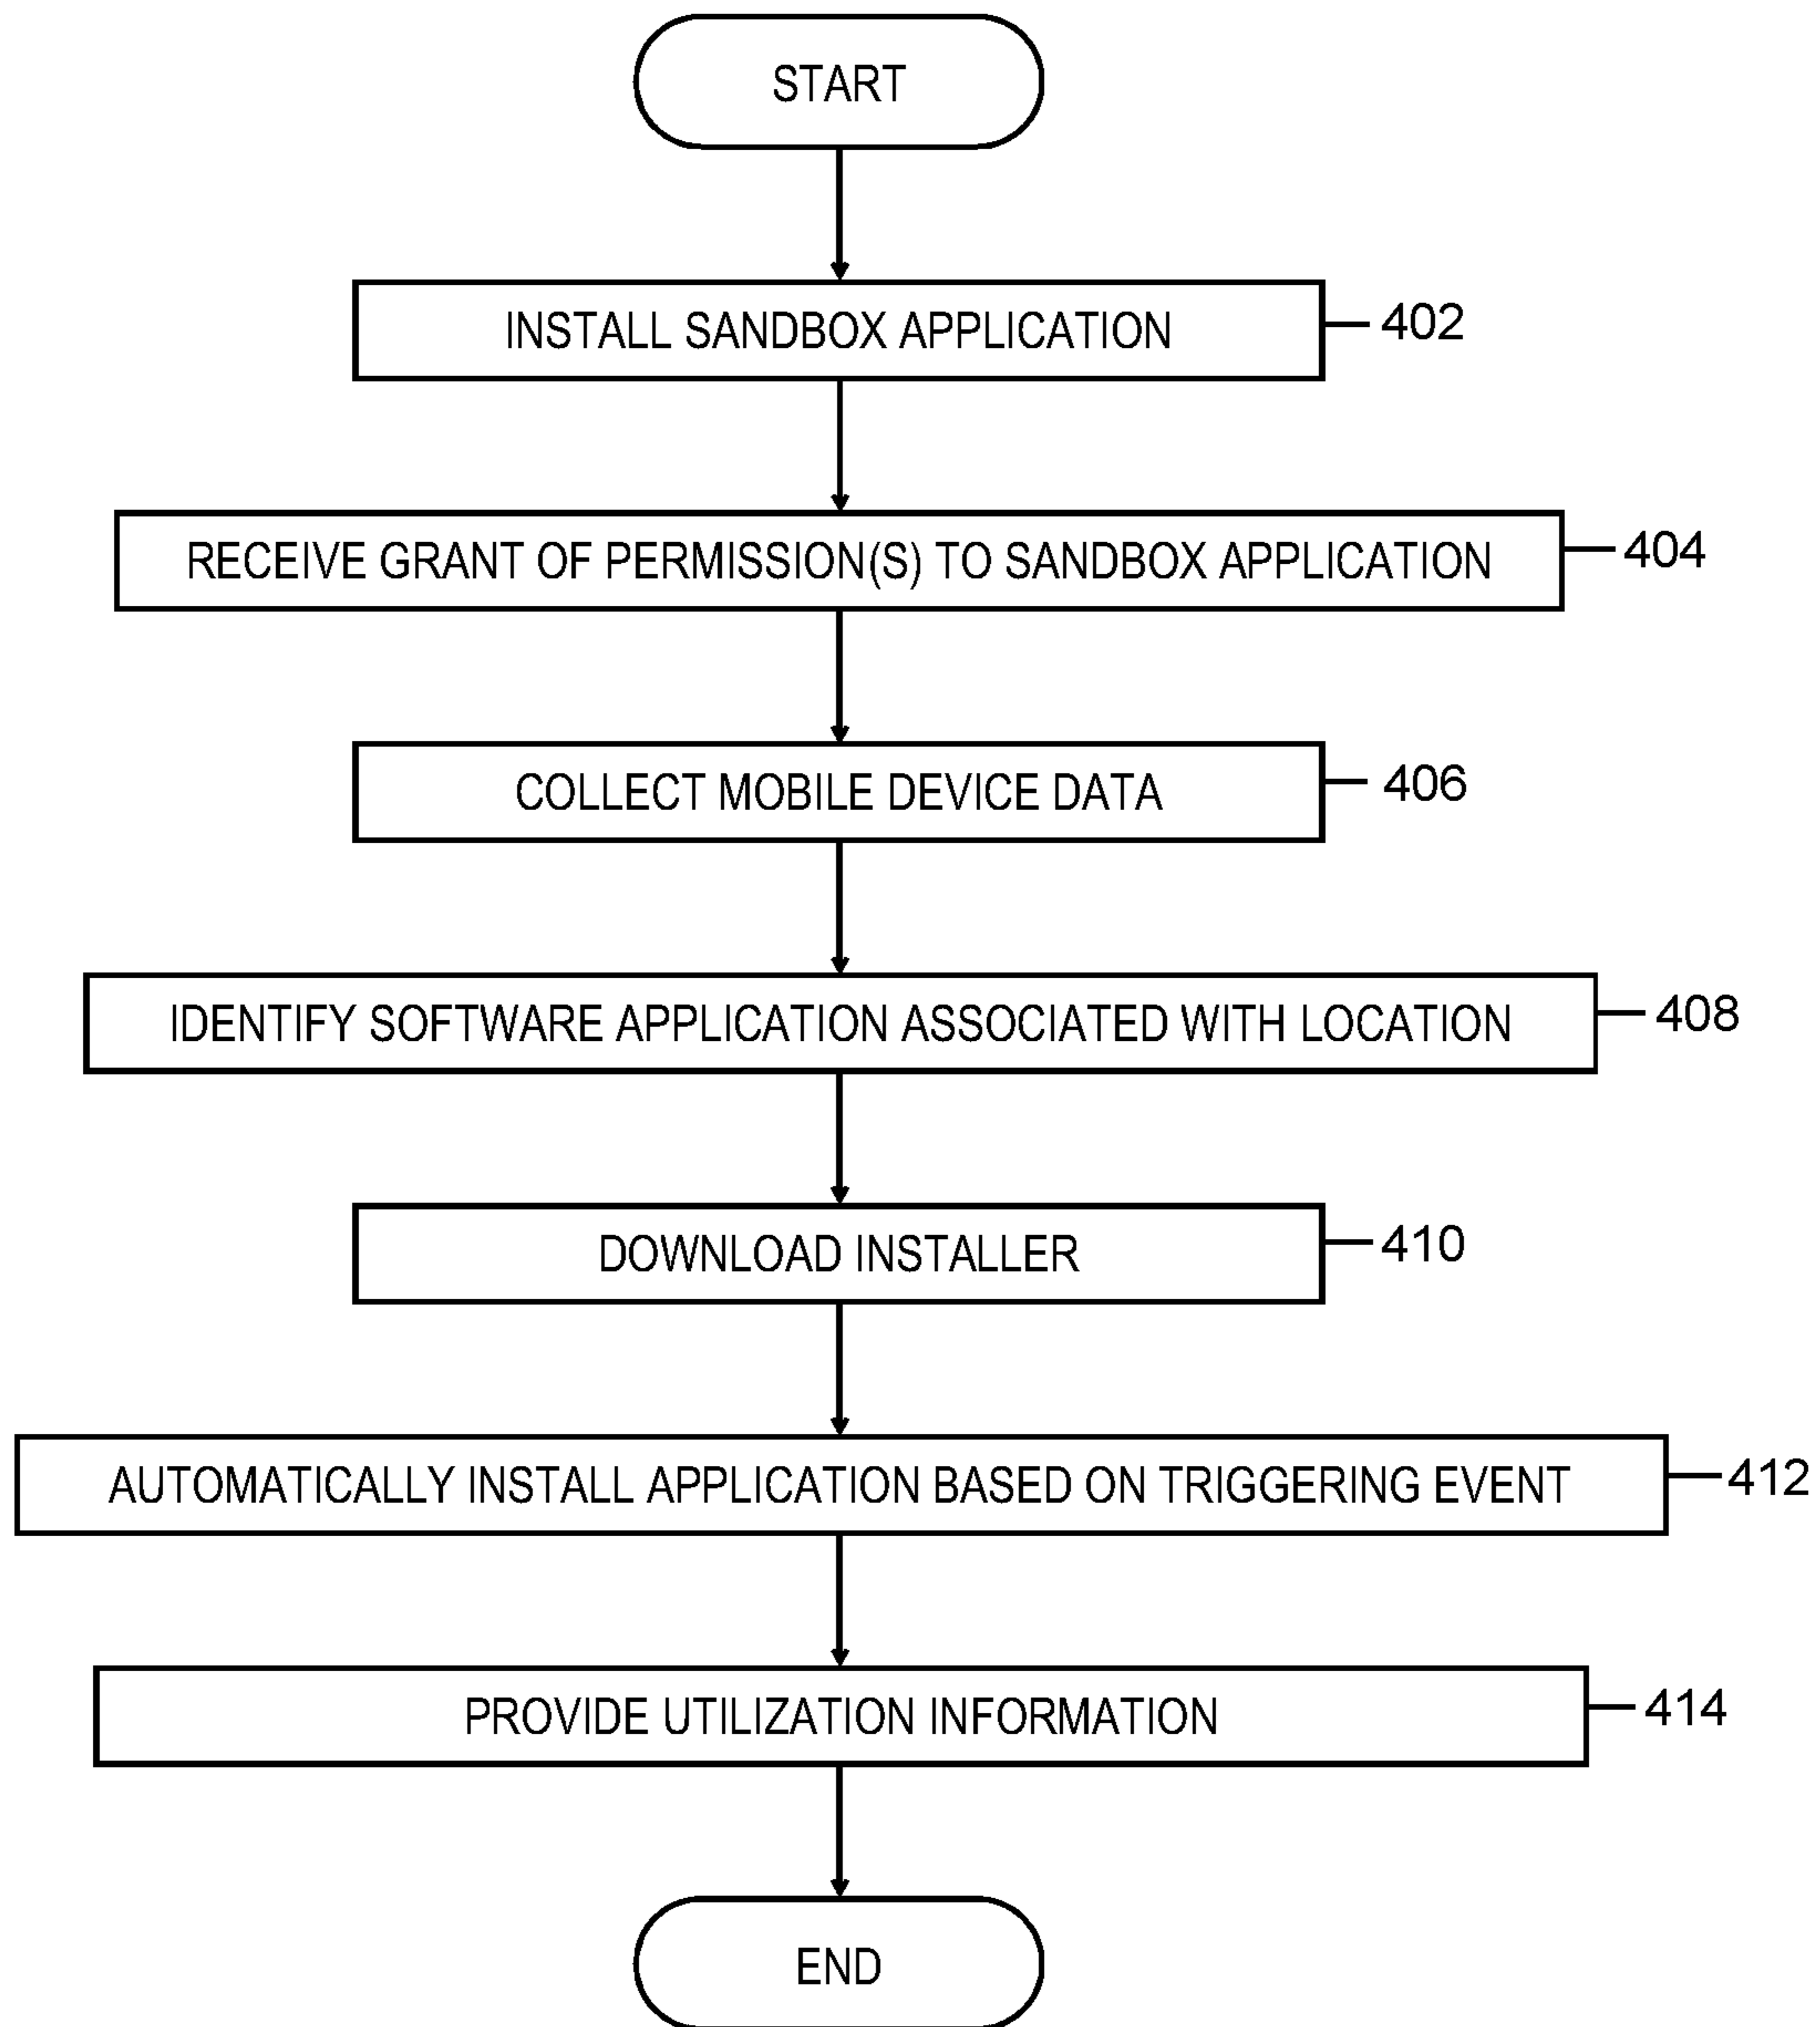 START
INSTALL SANDBOX APPLICATION
402
RECEIVE GRANT OF PERMISSION(S) TO SANDBOX APPLICATION
404
COLLECT MOBILE DEVICE DATA
406
IDENTIFY SOFTWARE APPLICATION ASSOCIATED WITH LOCATION
408
DOWNLOAD INSTALLER
410
AUTOMATICALLY INSTALL APPLICATION BASED ON TRIGGERING EVENT
412
PROVIDE UTILIZATION INFORMATION
414
END